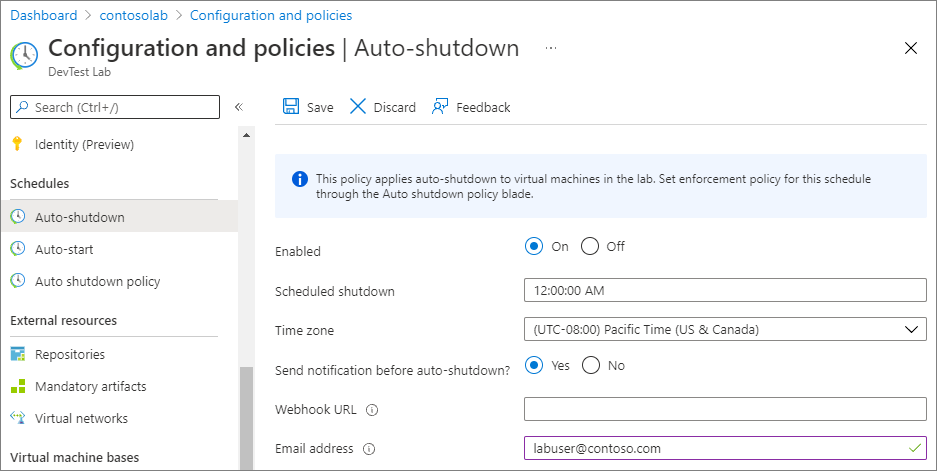 Dashboard > contosolab > Configuration and policies
Configuration and policies | Auto-shutdown ...
DevTest Lab
Search (Ctrl+/)
«
Identity (Preview)
Schedules
Auto-shutdown
Auto-start
Auto shutdown policy
External resources
Repositories
Mandatory artifacts
Virtual networks
Virtual machine bases
Save Discard Feedback
This policy applies auto-shutdown to virtual machines in the lab. Set enforcement policy for this schedule
through the Auto shutdown policy blade.
Enabled On Off
Scheduled shutdown 12:00:00 AM
Time zone (UTC-08:00) Pacific Time (US & Canada)
Send notification before auto-shutdown? Yes No
Webhook URL
Email address labuser@contoso.com